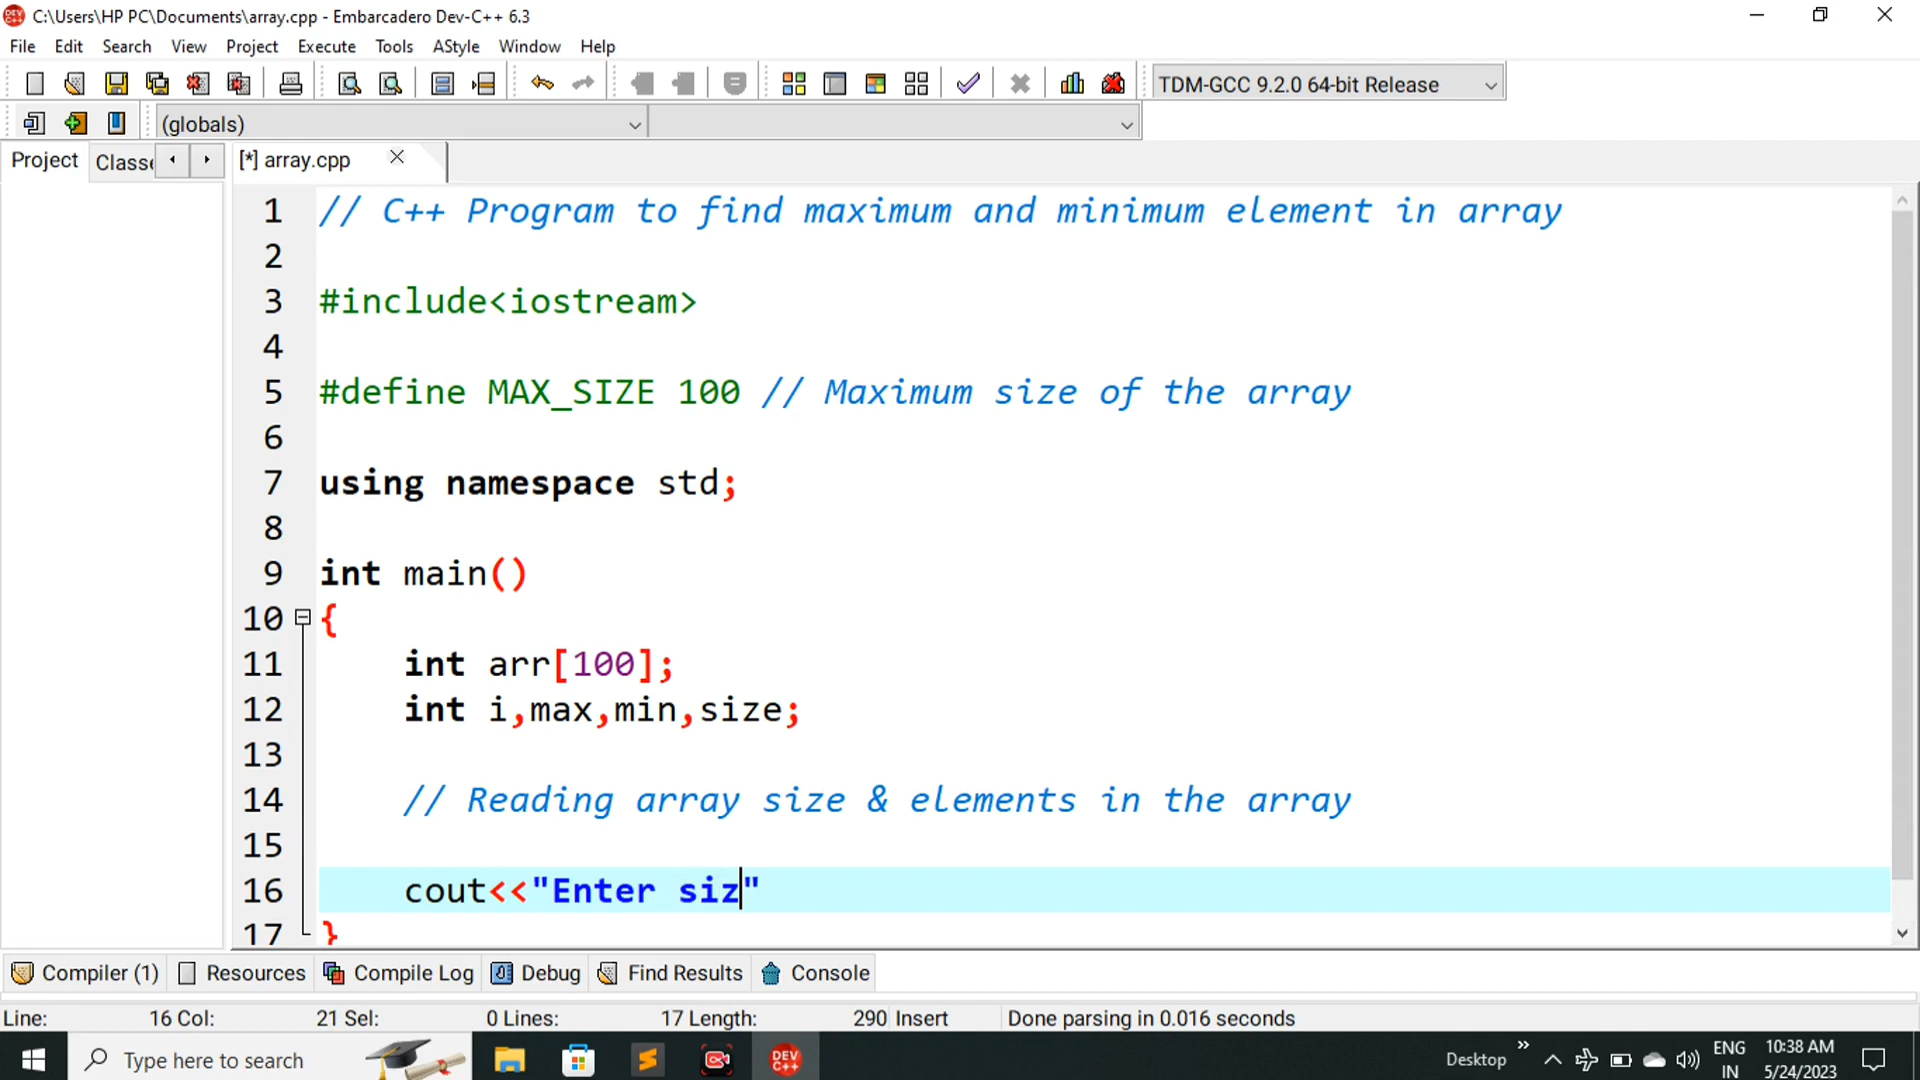 C:\Users\HP PC\Documents\array.cpp - Embarcadero Dev-C++ 6.3
File Edit Search View Project Execute Tools AStyle Window Help
TDM-GCC 9.2.0 64-bit Release
(globals)
Project Classe [*] array.cpp
1 // C++ Program to find maximum and minimum element in array
2
3 #include<iostream>
4
5 #define MAX_SIZE 100 // Maximum size of the array
6
7 using namespace std;
8
9 int main()
10 {
11 int arr[100];
12 int i,max,min,size;
13
14 // Reading array size & elements in the array
15
16 cout<<"Enter siz"
17 }
Compiler (1) Resources Compile Log Debug Find Results Console
Line: 16 Col: 21 Sel: 0 Lines: 17 Length: 290 Insert Done parsing in 0.016 seconds
Type here to search DEV C++ Desktop ENG 10:38 AM
IN 5/24/2023